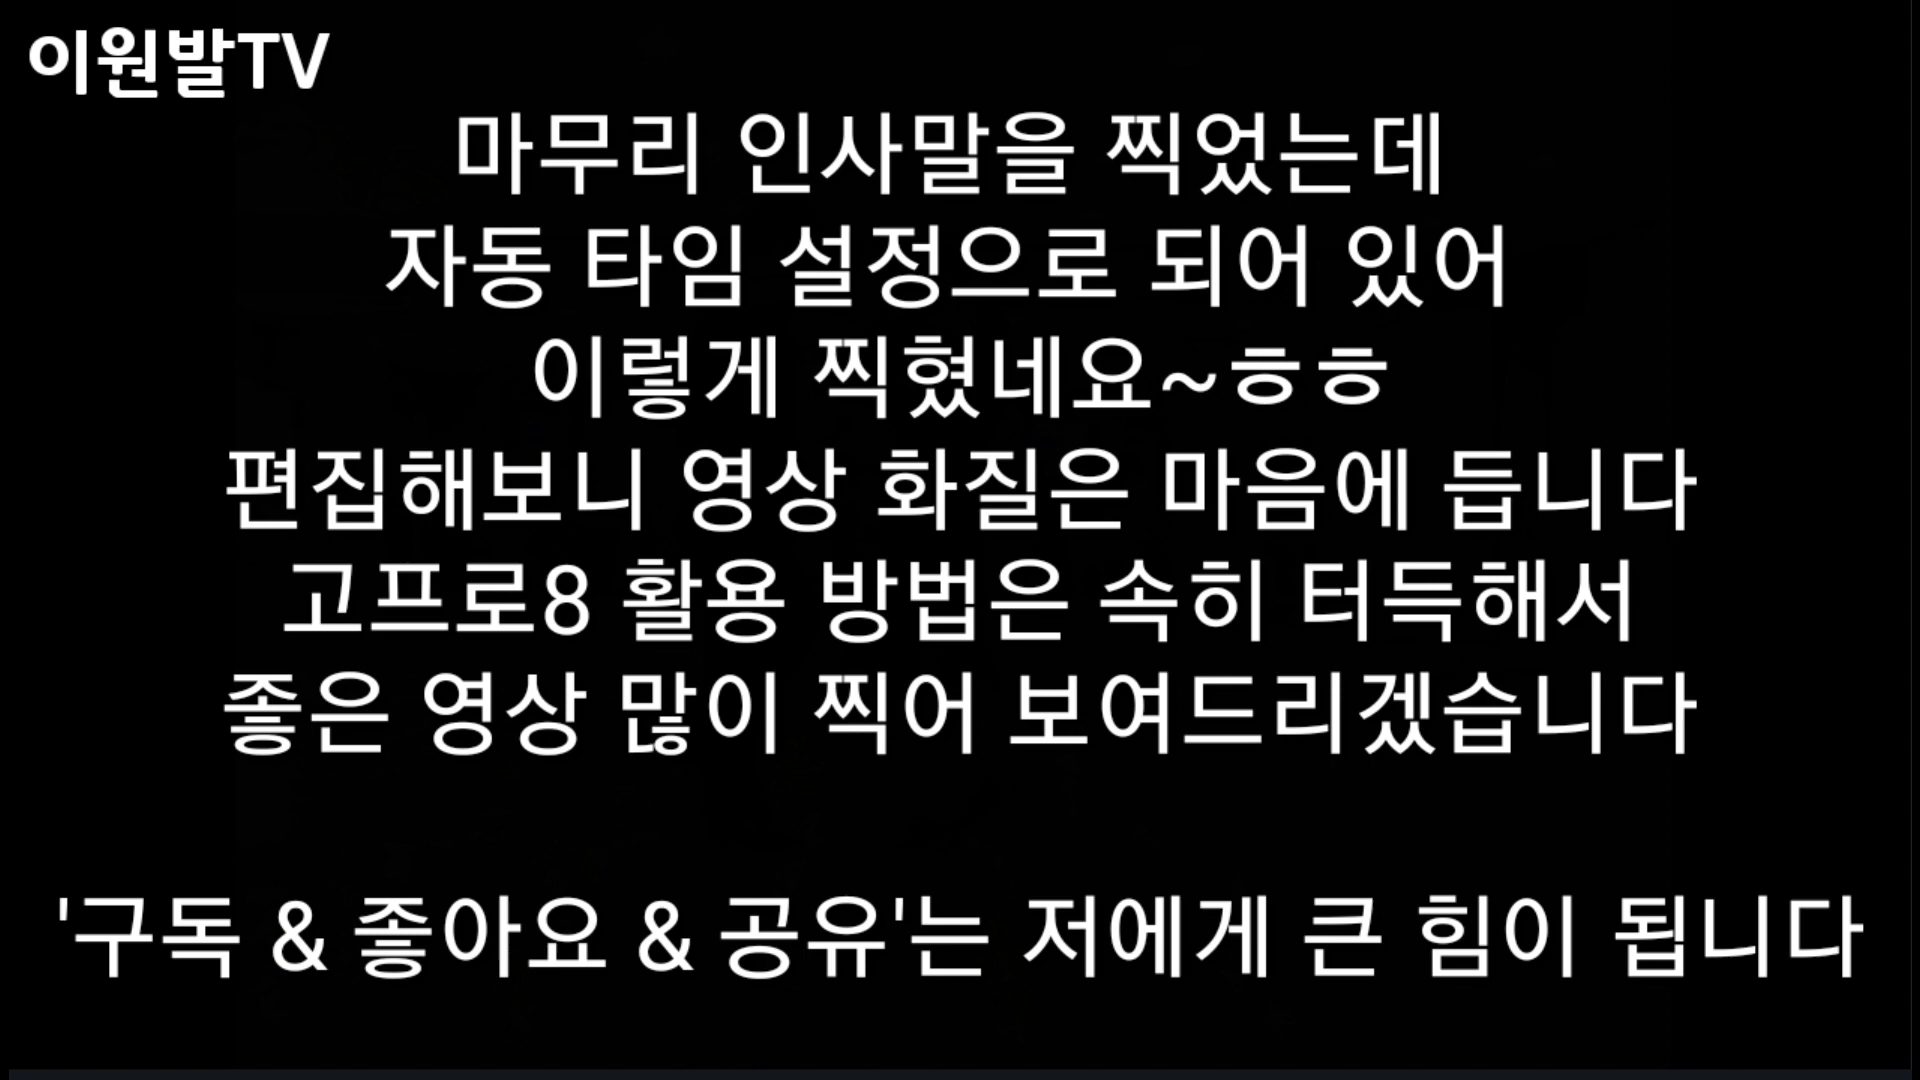 이원발TV
마무리 인사말을 찍었는데
자동 타임 설정으로 되어 있어
이렇게 찍혔네요~ㅎㅎ
편집해보니 영상 화질은 마음에 듭니다
고프로8 활용 방법은 속히 터득해서
좋은 영상 많이 찍어 보여드리겠습니다
'구독 & 좋아요 & 공유'는 저에게 큰 힘이 됩니다